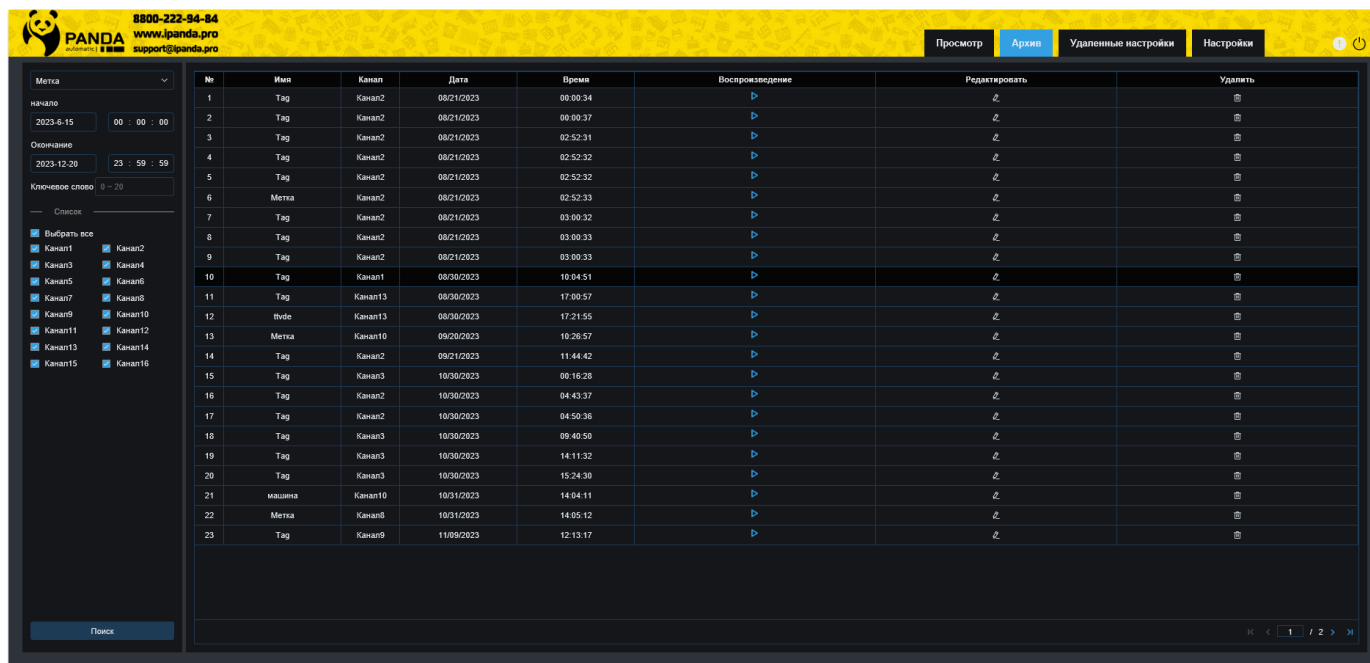 8800-222-94-84
www.ipanda.pro
support@ipanda.pro
PANDA
automatic
Просмотр Архив Удаленные настройки Настройки
Метка
начало
2023-6-15 00 : 00 : 00
Окончание
2023-12-20 23 : 59 : 59
Ключевое слово 0 ~ 20
Список
Выбрать все
Канал1 Канал2
Канал3 Канал4
Канал5 Канал6
Канал7 Канал8
Канал9 Канал10
Канал11 Канал12
Канал13 Канал14
Канал15 Канал16
Поиск
№ Имя Канал Дата Время Воспроизведение Редактировать Удалить
1 Tag Канал2 08/21/2023 00:00:34
2 Tag Канал2 08/21/2023 00:00:37
3 Tag Канал2 08/21/2023 02:52:31
4 Tag Канал2 08/21/2023 02:52:32
5 Tag Канал2 08/21/2023 02:52:32
6 Метка Канал2 08/21/2023 02:52:33
7 Tag Канал2 08/21/2023 03:00:32
8 Tag Канал2 08/21/2023 03:00:33
9 Tag Канал2 08/21/2023 03:00:33
10 Tag Канал1 08/30/2023 10:04:51
11 Tag Канал13 08/30/2023 17:00:57
12 ttvde Канал13 08/30/2023 17:21:55
13 Метка Канал10 09/20/2023 10:26:57
14 Tag Канал2 09/21/2023 11:44:42
15 Tag Канал3 10/30/2023 00:16:28
16 Tag Канал2 10/30/2023 04:43:37
17 Tag Канал2 10/30/2023 04:50:36
18 Tag Канал3 10/30/2023 09:40:50
19 Tag Канал3 10/30/2023 14:11:32
20 Tag Канал3 10/30/2023 15:24:30
21 машина Канал10 10/31/2023 14:04:11
22 Метка Канал8 10/31/2023 14:05:12
23 Tag Канал9 11/09/2023 12:13:17
1 / 2